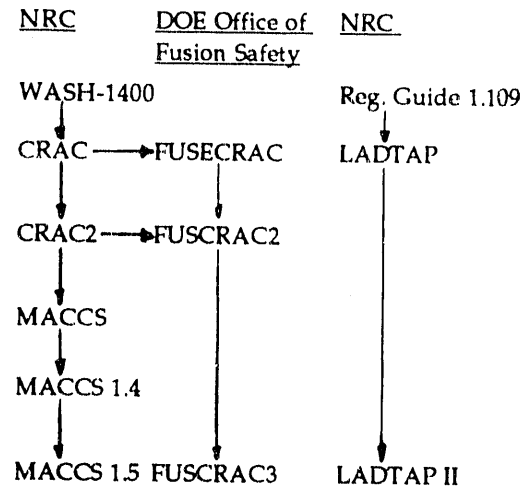 NRC DOE Office of Fusion Safety NRC
WASH-1400 Reg. Guide 1.109
CRAC FUSECRAC LADTAP
CRAC2 FUSCRAC2
MACCS
MACCS 1.4
MACCS 1.5 FUSCRAC3 LADTAP II